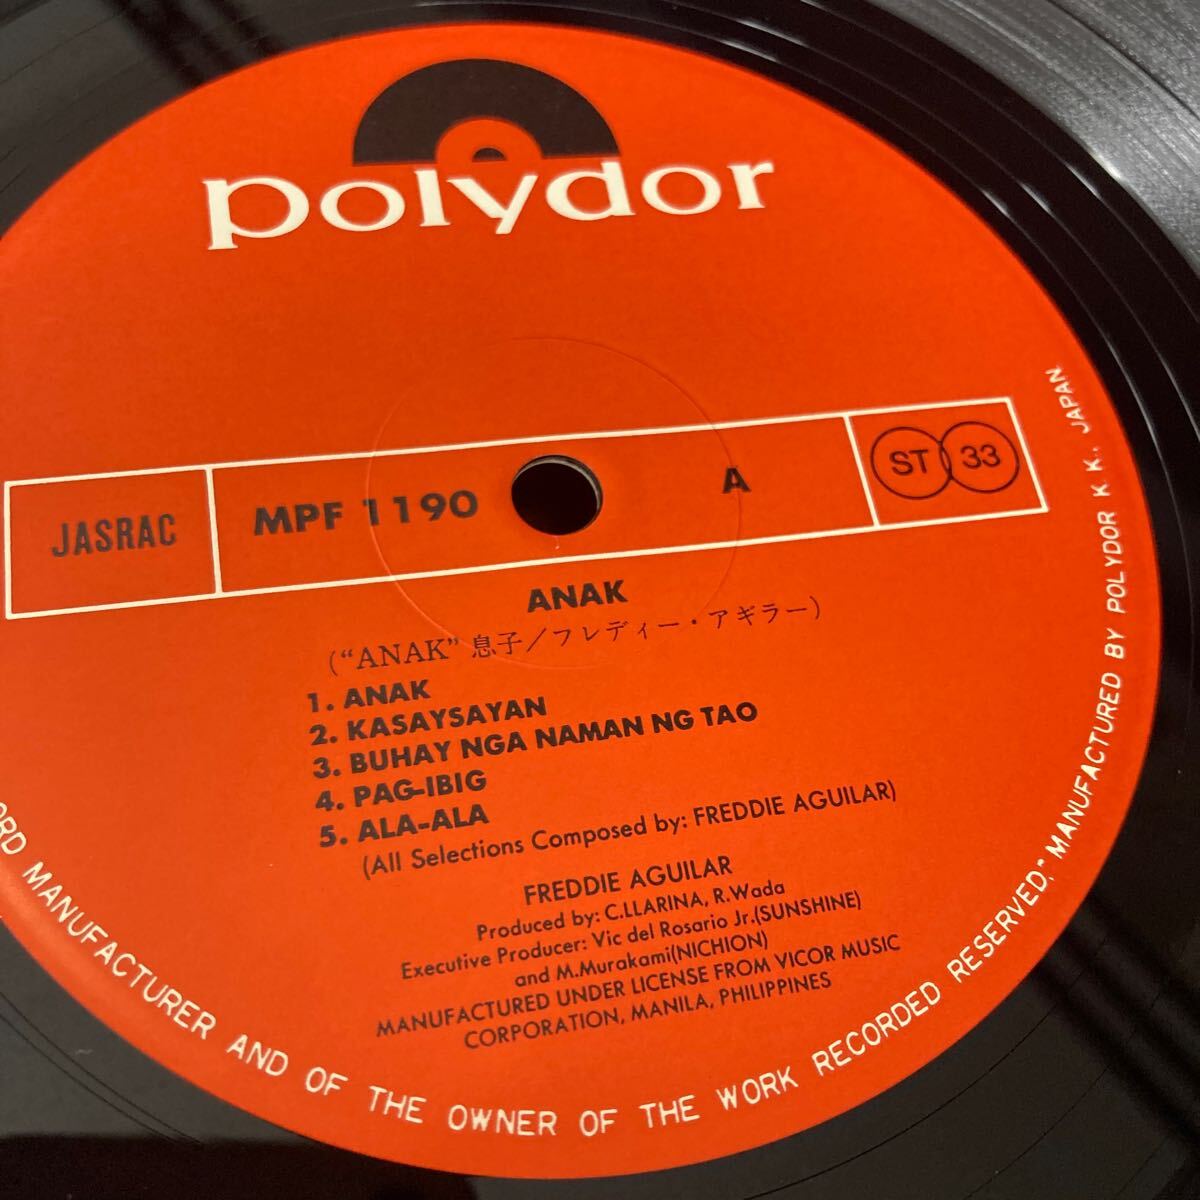 polydor
JASRAC
MPF 1190
A
ST 33
ANAK
(“ANAK” 息子/フレディー・アギラー)
1. ANAK
2. KASAYSAYAN
3. BUHAY NGA NAMAN NG TAO
4. PAG-IBIG
5. ALA-ALA
(All Selections Composed by: FREDDIE AGUILAR)
FREDDIE AGUILAR
Produced by: C.LLARINA, R.Wada
Executive Producer: Vic del Rosario Jr.(SUNSHINE)
and M.Murakami(NICHION)
MANUFACTURED UNDER LICENSE FROM VICOR MUSIC
CORPORATION, MANILA, PHILIPPINES
MANUFACTURER AND OF THE OWNER OF THE WORK RECORDED RESERVED," MANUFACTURED BY POLYDOR K.K., JAPAN